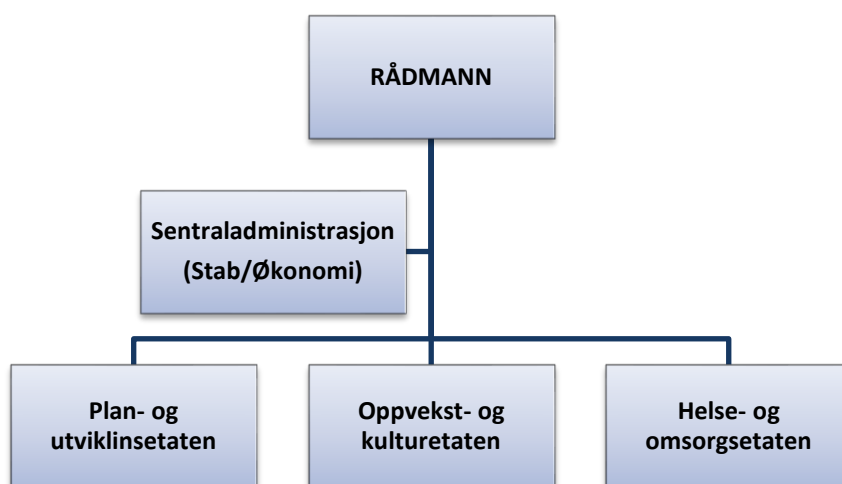 RÅDMANN
Sentraladministrasjon
(Stab/Økonomi)
Plan- og
utviklinsetaten
Oppvekst- og
kulturetaten
Helse- og
omsorgsetaten